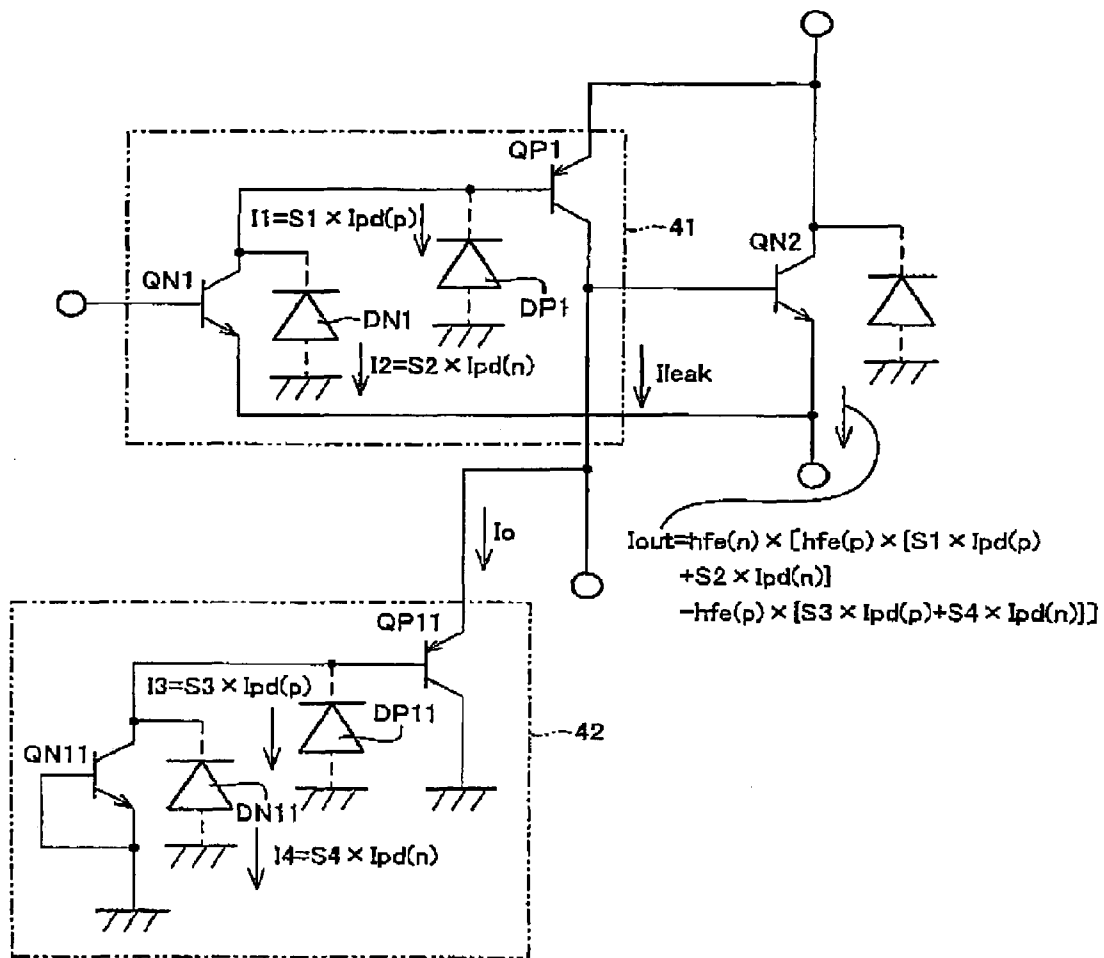 QP1
I1=S1 × Ipd(p)
41
QN2
QN1
DP1
DN1
I2=S2 × Ipd(n)
Ileak
Io
Iout=hfe(n) × [hfe(p) × [S1 × Ipd(p)
+S2 × Ipd(n)]
-hfe(p) × [S3 × Ipd(p)+S4 × Ipd(n)]]
QP11
I3=S3 × Ipd(p)
DP11
42
QN11
DN11
I4=S4 × Ipd(n)